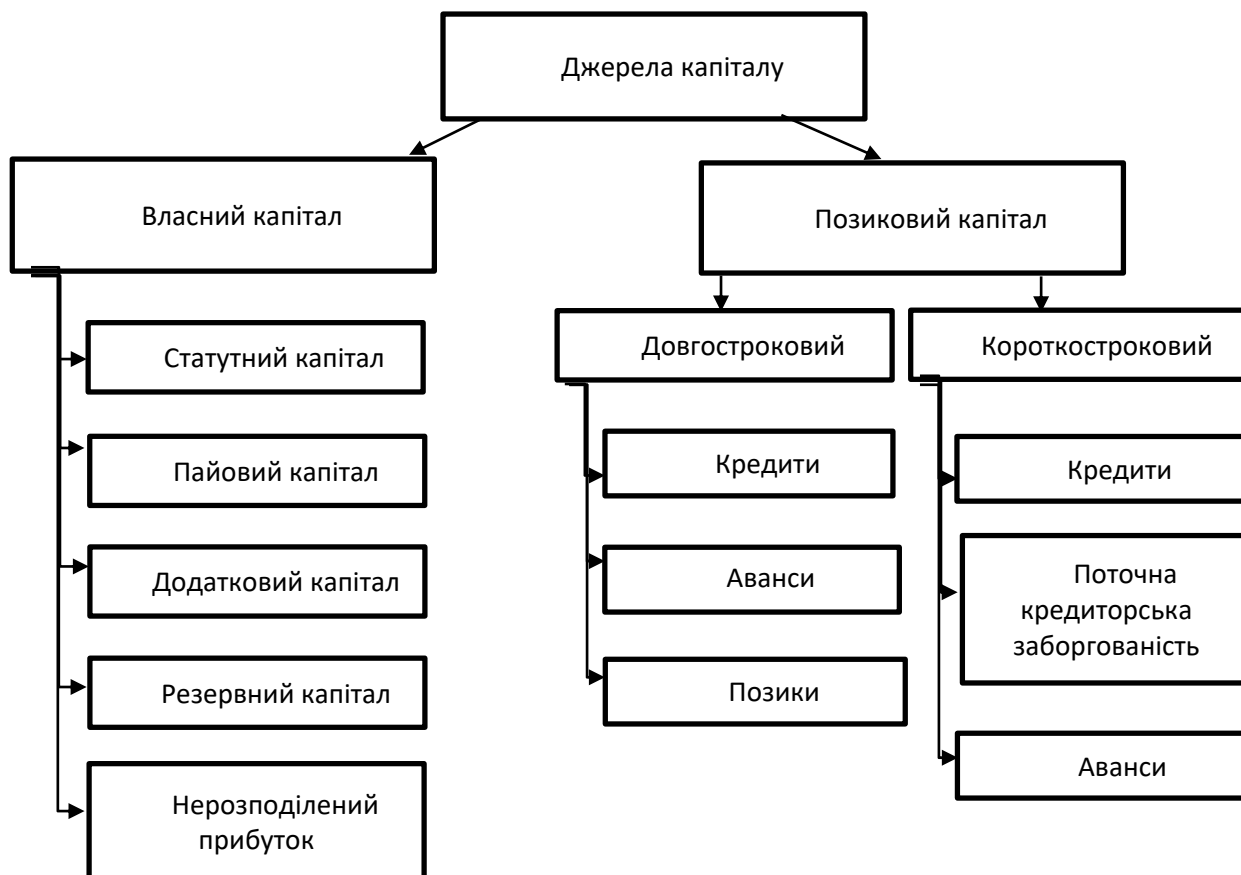 Джерела капіталу
Власний капітал
Позиковий капітал
Статутний капітал
Пайовий капітал
Додатковий капітал
Резервний капітал
Нерозподілений
прибуток
Довгостроковий
Кредити
Аванси
Позики
Короткостроковий
Кредити
Поточна
кредиторська
заборгованість
Аванси